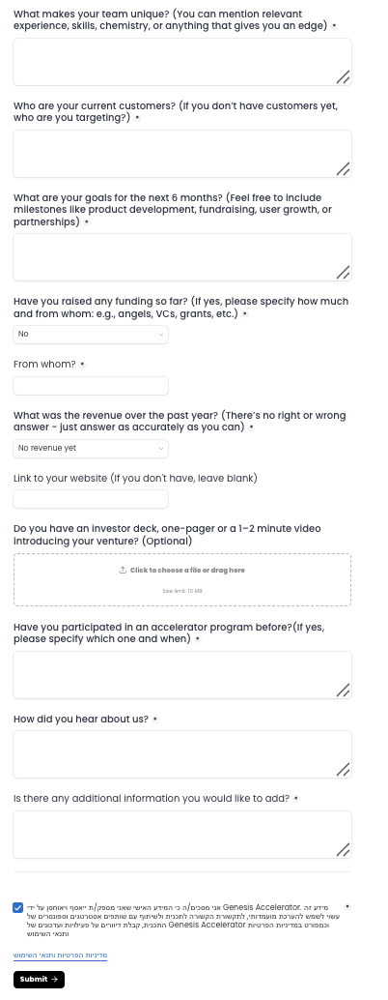 What makes your team unique? (You can mention relevant
experience, skills, chemistry, or anything that gives you an edge) *
Who are your current customers? (If you don't have customers yet,
who are you targeting?) *
What are your goals for the next 6 months? (Feel free to include
milestones like product development, fundraising, user growth, or
partnerships) *
Have you raised any funding so far? (If yes, please specify how much
and from whom: e.g., angels, VCs, grants, etc.) *
No
From whom? *
What was the revenue over the past year? (There's no right or wrong
answer - just answer as accurately as you can) *
No revenue yet
Link to your website (If you don't have, leave blank)
Do you have an investor deck, one-pager or a 1–2 minute video
introducing your venture? (Optional)
Click to choose a file or drag here
Size limit: 10 MB
Have you participated in an accelerator program before?(If yes,
please specify which one and when) *
How did you hear about us? *
Is there any additional information you would like to add? *
אני מסכים/ה כי המידע האישי שאני מספק/ת ייאסף ויאוחסן על ידי Genesis Accelerator. מידע זה *
עשוי לשמש להערכת מועמדותי, לתקשורת הקשורה לתכנית ולשיתוף עם שותפים אסטרטגים וספונסרים של
התכנית, קבלת דיוורים על פעילויות ועדכונים של Genesis Accelerator וכמפורט במדיניות הפרטיות
ותנאי השימוש
מדיניות הפרטיות ותנאי השימוש
Submit →